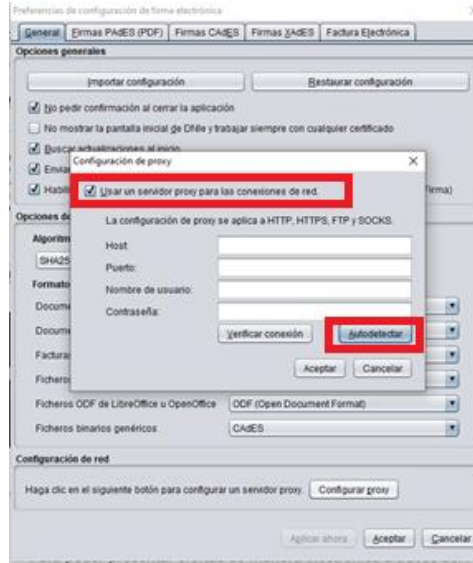 Preferencias de configuración de firma electrónica
General Firmas PAdES (PDF) Firmas CAdES Firmas XAdES Factura Electrónica
Opciones generales
Importar configuración Restaurar configuración
No pedir confirmación al cerrar la aplicación
No mostrar la pantalla inicial de DNIe y trabajar siempre con cualquier certificado
Buscar actualizaciones al inicio
Configuración de proxy
Enviar
Usar un servidor proxy para las conexiones de red.
Firma)
La configuración de proxy se aplica a HTTP, HTTPS, FTP y SOCKS.
Opciones de
Host:
Puerto:
SHA25
Nombre de usuario:
Contraseña:
Verificar conexión Autodetectar
Aceptar Cancelar
Ficheros ODF de LibreOffice u OpenOffice ODF (Open Document Format)
Ficheros binarios genéricos CAdES
Configuración de red
Haga clic en el siguiente botón para configurar un servidor proxy. Configurar proxy
Aplicar ahora Aceptar Cancelar